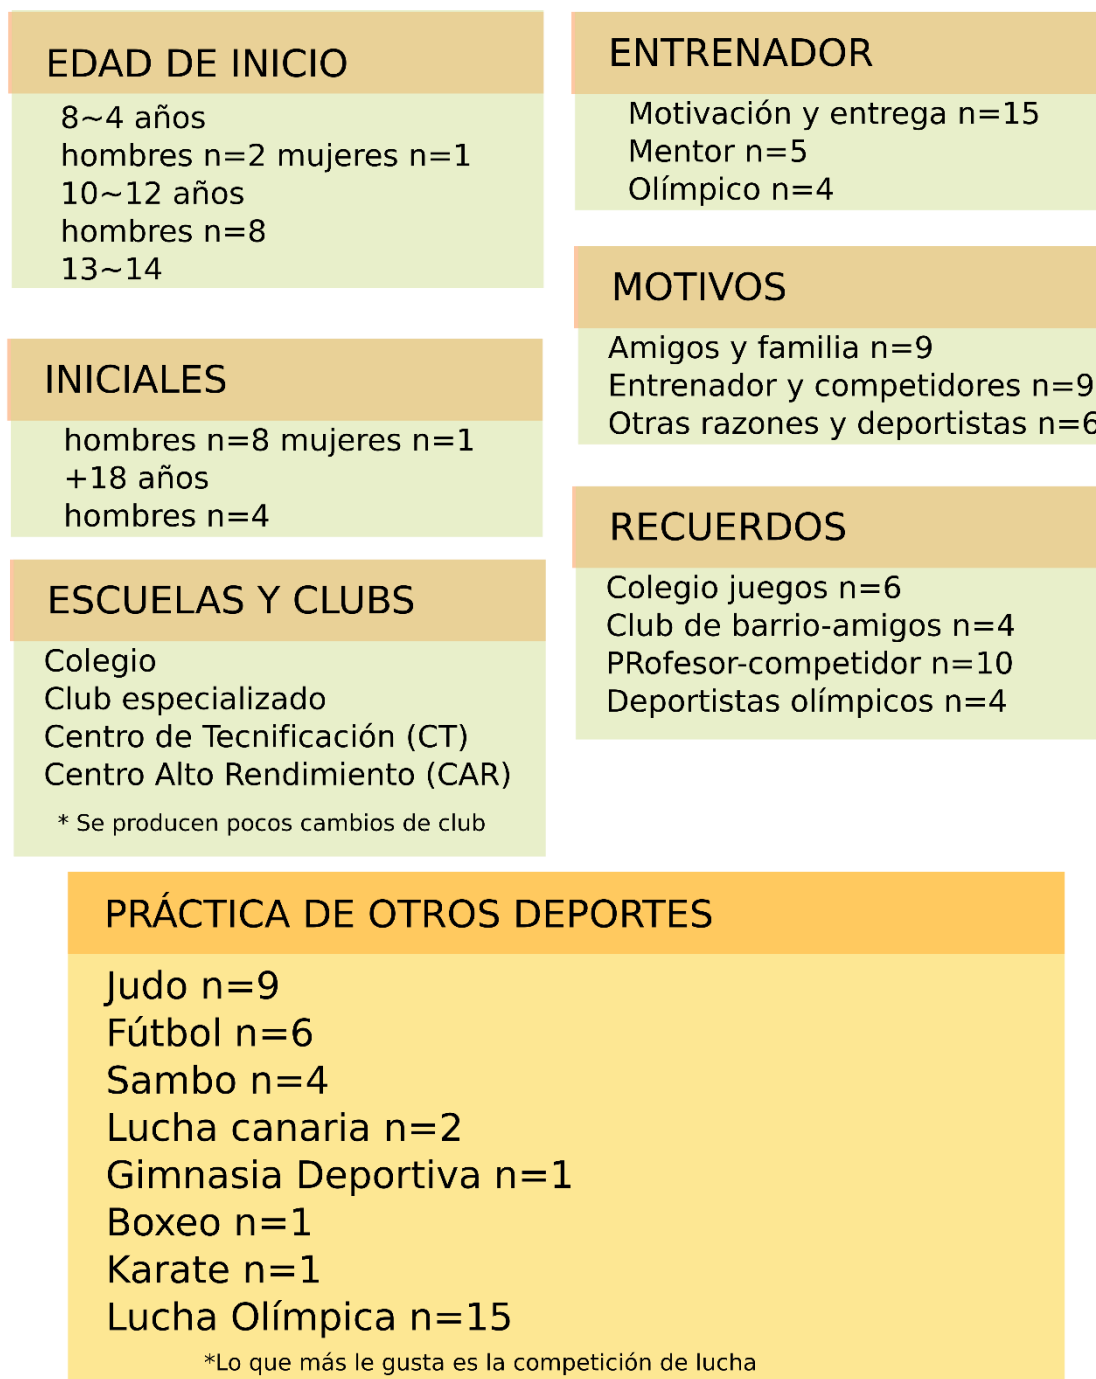 EDAD DE INICIO
8~4 años
hombres n=2 mujeres n=1
10~12 años
hombres n=8
13~14
INICIALES
hombres n=8 mujeres n=1
+18 años
hombres n=4
ESCUELAS Y CLUBS
Colegio
Club especializado
Centro de Tecnificación (CT)
Centro Alto Rendimiento (CAR)
* Se producen pocos cambios de club
ENTRENADOR
Motivación y entrega n=15
Mentor n=5
Olímpico n=4
MOTIVOS
Amigos y familia n=9
Entrenador y competidores n=9
Otras razones y deportistas n=6
RECUERDOS
Colegio juegos n=6
Club de barrio-amigos n=4
PRofesor-competidor n=10
Deportistas olímpicos n=4
PRÁCTICA DE OTROS DEPORTES
Judo n=9
Fútbol n=6
Sambo n=4
Lucha canaria n=2
Gimnasia Deportiva n=1
Boxeo n=1
Karate n=1
Lucha Olímpica n=15
*Lo que más le gusta es la competición de lucha